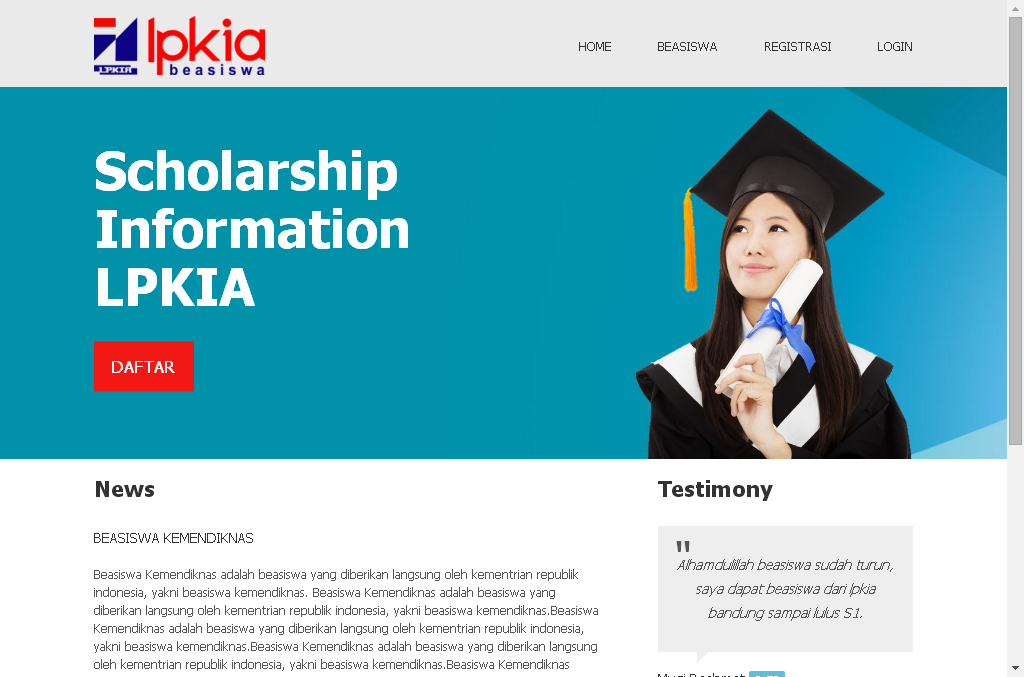 LPKIA
lpkia
beasiswa
HOME
BEASISWA
REGISTRASI
LOGIN
Scholarship
Information
LPKIA
DAFTAR
News
BEASISWA KEMENDIKNAS
Beasiswa Kemendiknas adalah beasiswa yang diberikan langsung oleh kementrian republik
indonesia, yakni beasiswa kemendiknas. Beasiswa Kemendiknas adalah beasiswa yang
diberikan langsung oleh kementrian republik indonesia, yakni beasiswa kemendiknas.Beasiswa
Kemendiknas adalah beasiswa yang diberikan langsung oleh kementrian republik indonesia,
yakni beasiswa kemendiknas.Beasiswa Kemendiknas adalah beasiswa yang diberikan langsung
oleh kementrian republik indonesia, yakni beasiswa kemendiknas.Beasiswa Kemendiknas
Testimony
"
Alhamdulillah beasiswa sudah turun,
saya dapat beasiswa dari lpkia
bandung sampai lulus S1.